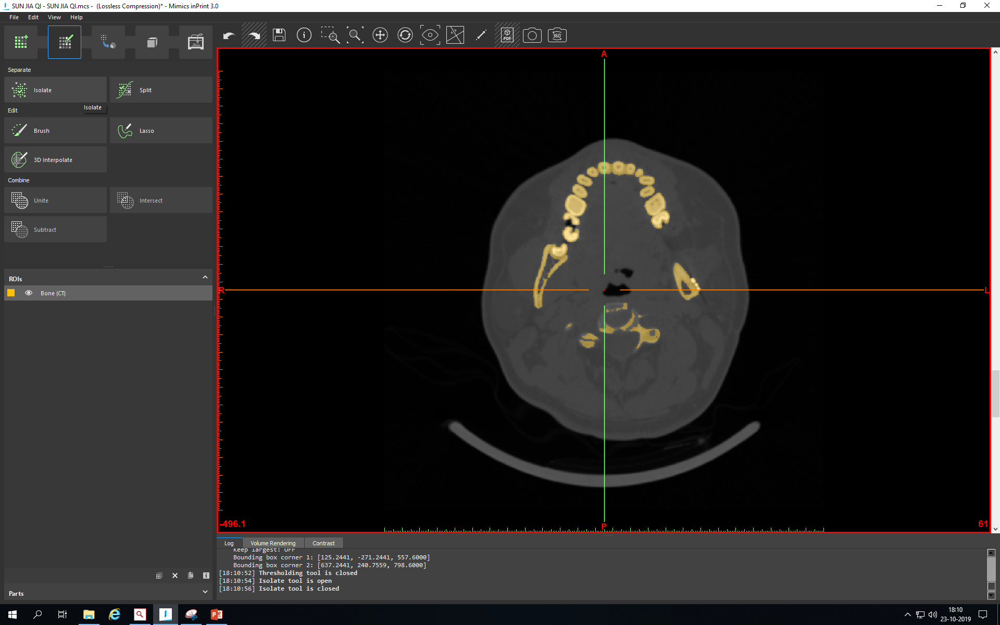 SUN JIA QI - SUN JIA QI.mcs - (Lossless Compression)* - Mimics inPrint 3.0
File Edit View Help
PDF
360°
Separate
Isolate Split
Isolate
Edit
Brush Lasso
3D Interpolate
Combine
Unite Intersect
Subtract
ROIs
Bone (CT)
Parts
A
R L
P
-496.1 61
Log Volume Rendering Contrast
Keep largest: OFF
Bounding box corner 1: [125.2441, -271.2441, 557.6000]
Bounding box corner 2: [637.2441, 240.7559, 798.6000]
[18:10:52] Thresholding tool is closed
[18:10:54] Isolate tool is open
[18:10:56] Isolate tool is closed
18:10
23-10-2019